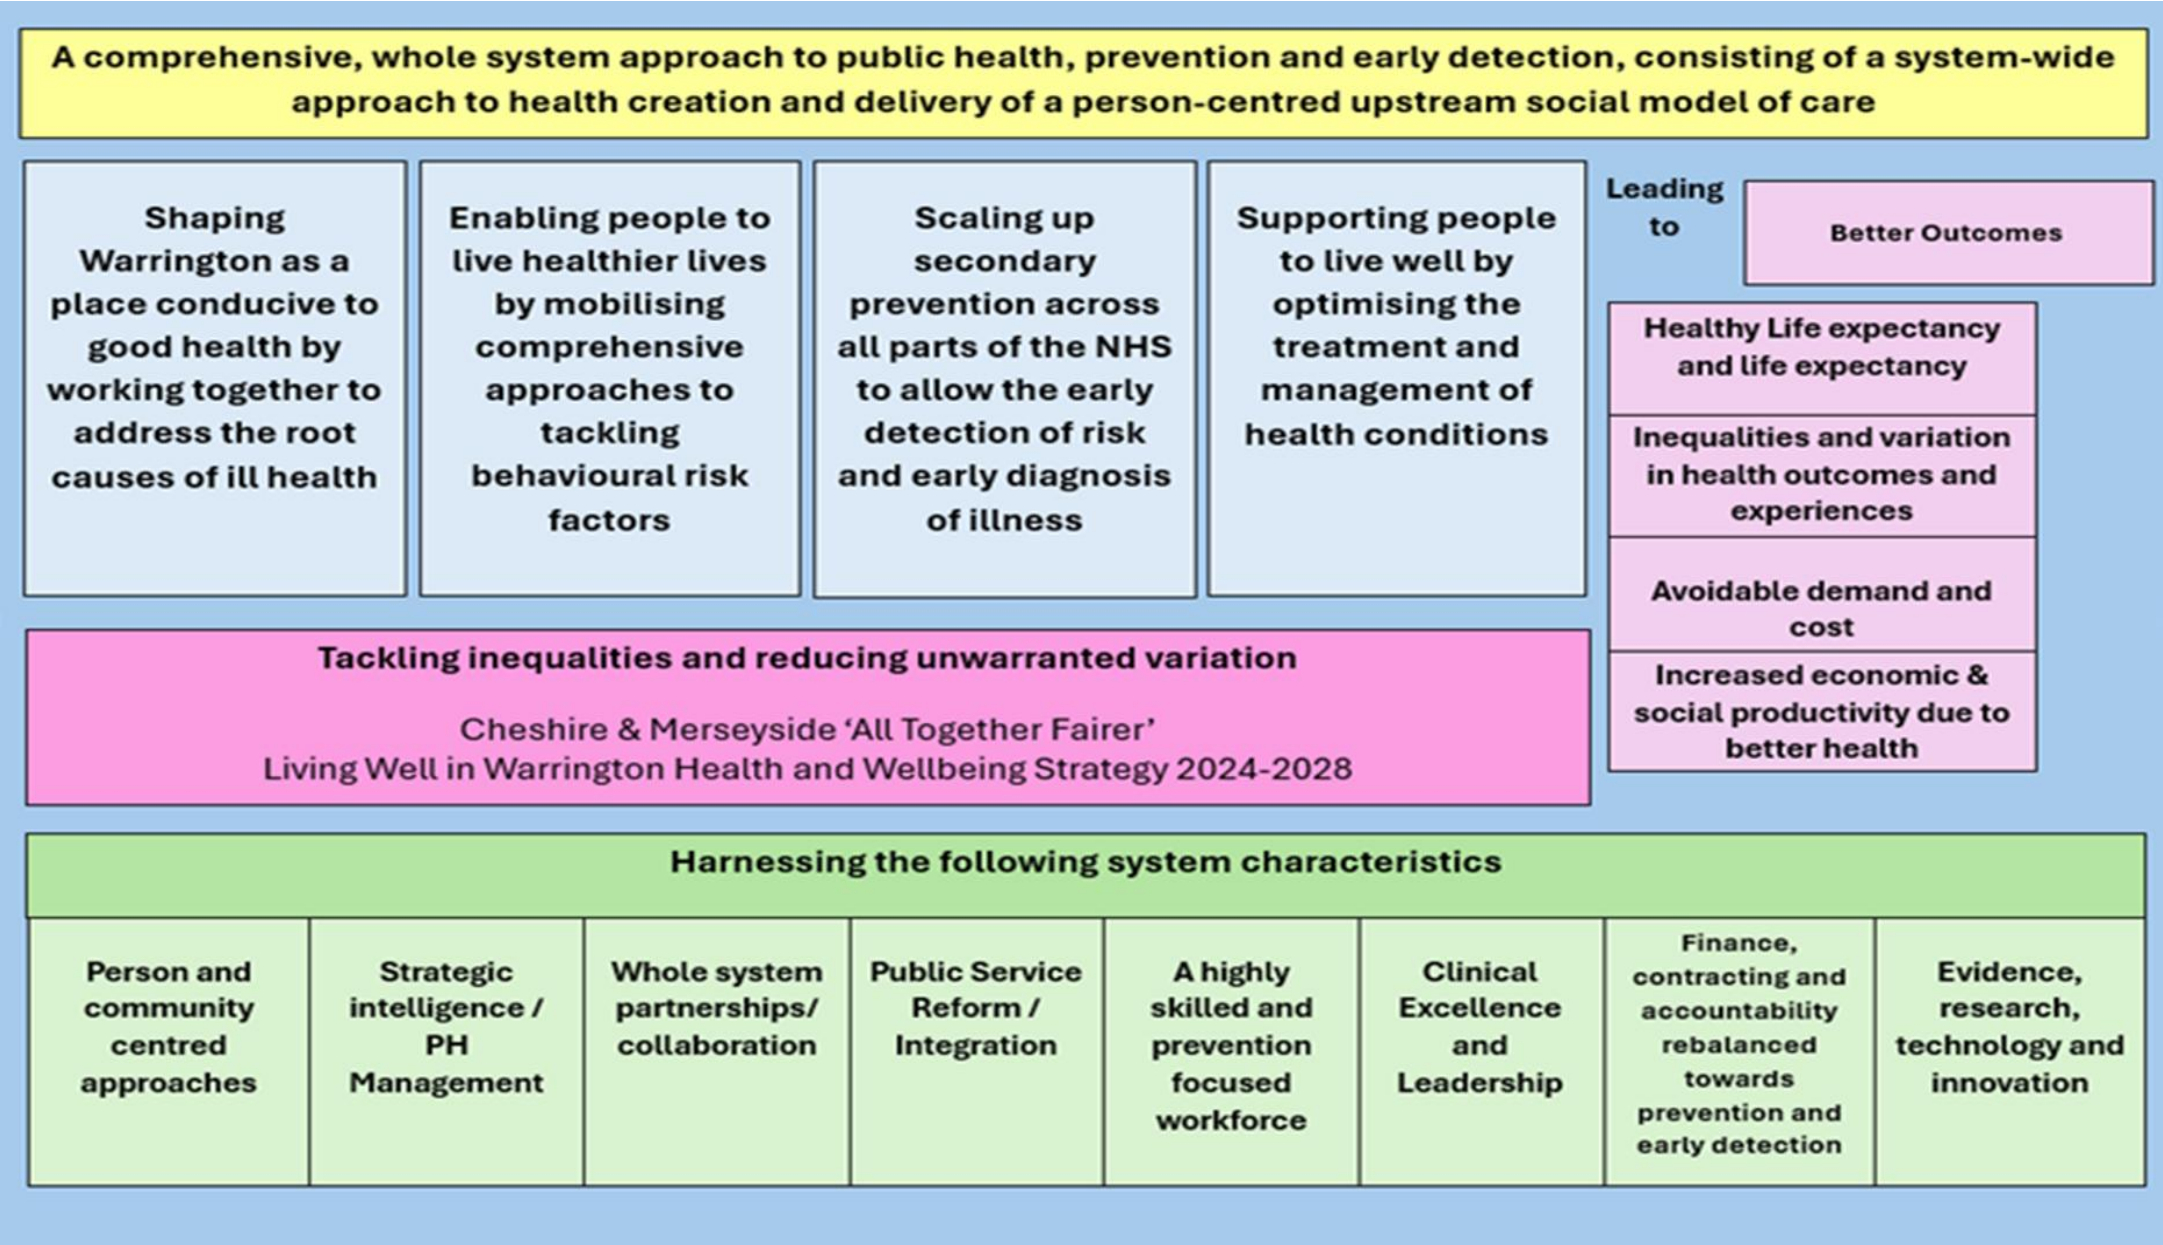 A comprehensive, whole system approach to public health, prevention and early detection, consisting of a system-wide
approach to health creation and delivery of a person-centred upstream social model of care
Shaping
Warrington as a
place conducive to
good health by
working together to
address the root
causes of ill health
Enabling people to
live healthier lives
by mobilising
comprehensive
approaches to
tackling
behavioural risk
factors
Scaling up
secondary
prevention across
all parts of the NHS
to allow the early
detection of risk
and early diagnosis
of illness
Supporting people
to live well by
optimising the
treatment and
management of
health conditions
Leading
to
Better Outcomes
Healthy Life expectancy
and life expectancy
Inequalities and variation
in health outcomes and
experiences
Avoidable demand and
cost
Increased economic &
social productivity due to
better health
Tackling inequalities and reducing unwarranted variation
Cheshire & Merseyside ‘All Together Fairer’
Living Well in Warrington Health and Wellbeing Strategy 2024-2028
Harnessing the following system characteristics
Person and
community
centred
approaches
Strategic
intelligence /
PH
Management
Whole system
partnerships/
collaboration
Public Service
Reform /
Integration
A highly
skilled and
prevention
focused
workforce
Clinical
Excellence
and
Leadership
Finance,
contracting and
accountability
rebalanced
towards
prevention and
early detection
Evidence,
research,
technology and
innovation